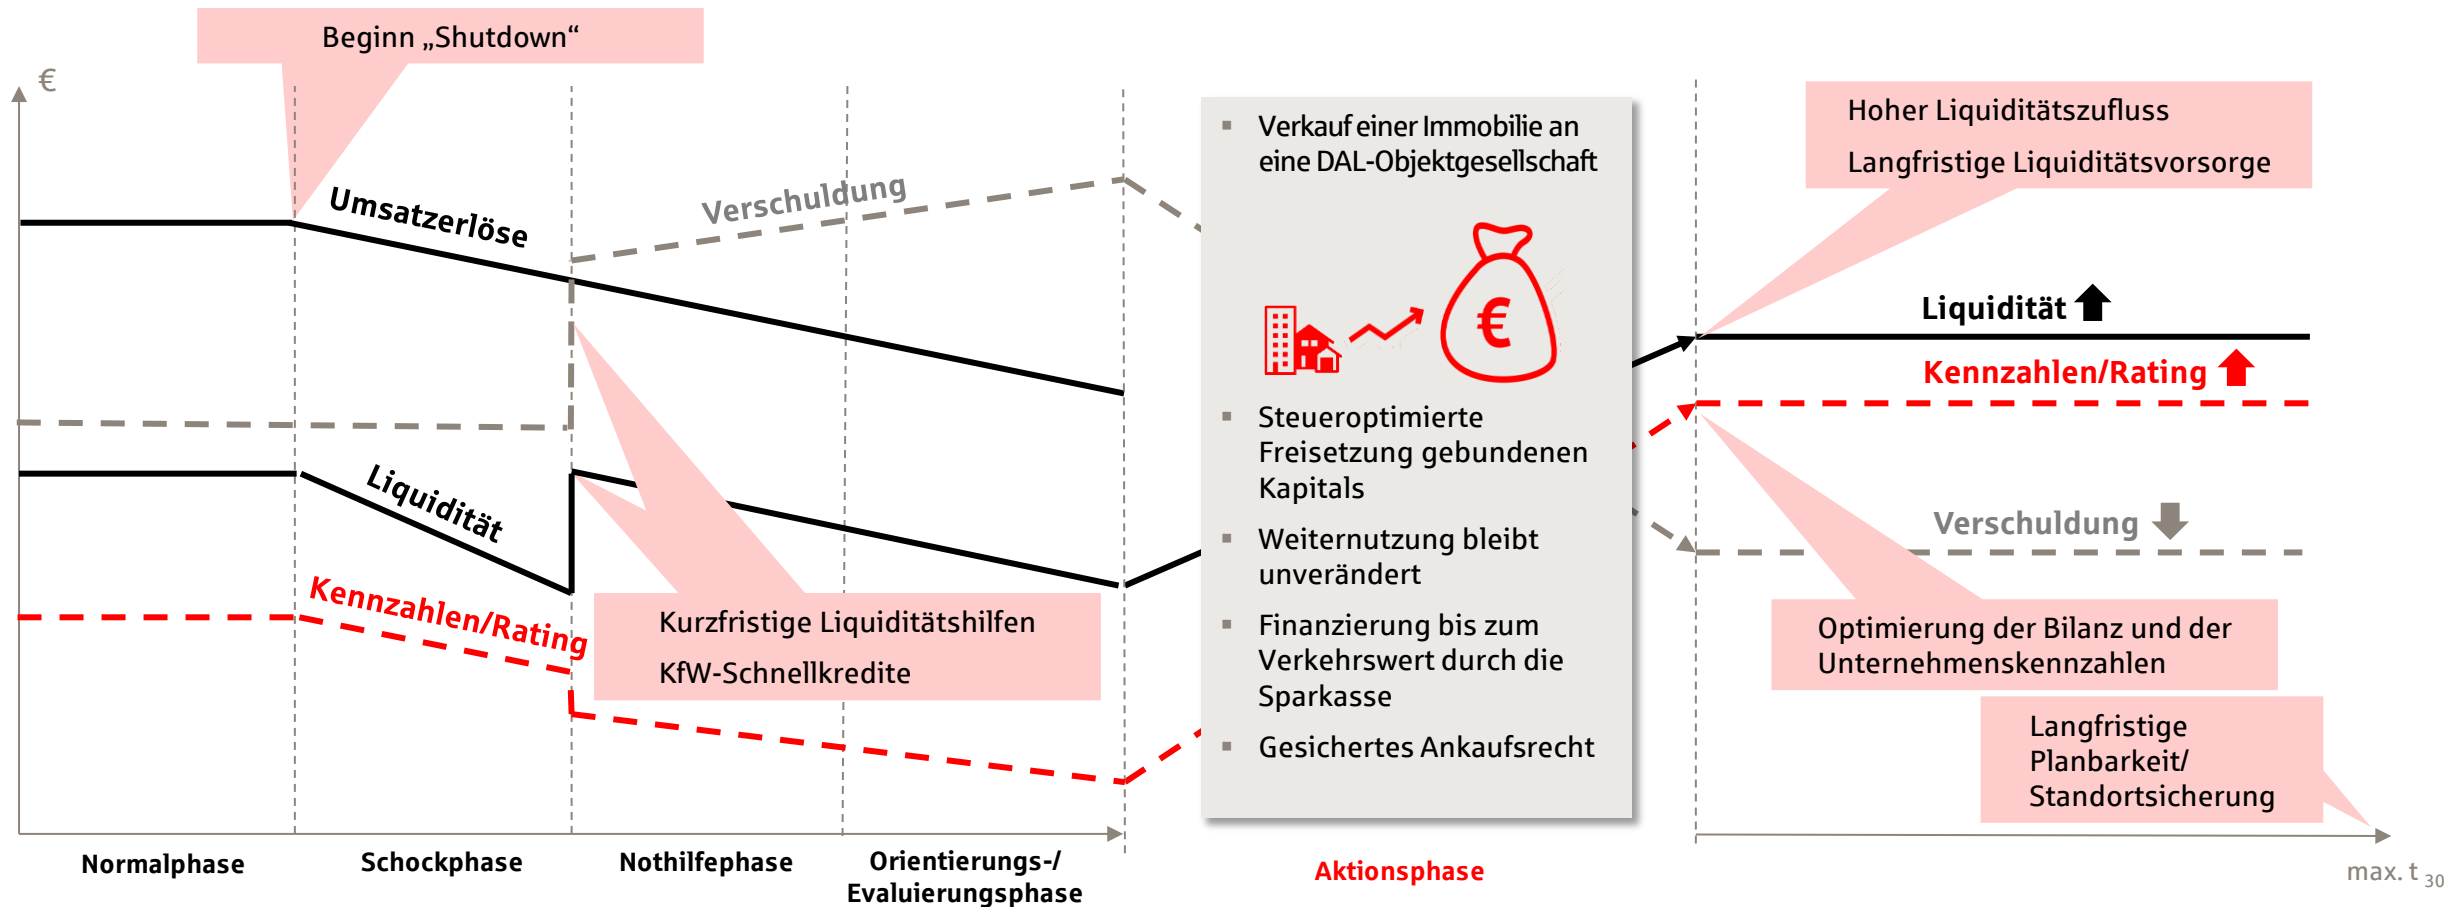 Beginn „Shutdown“
€
Umsatzerlöse
Verschuldung
Liquidität
Kennzahlen/Rating
Kurzfristige Liquiditätshilfen
KfW-Schnellkredite
▪ Verkauf einer Immobilie an
eine DAL-Objektgesellschaft
€
▪ Steueroptimierte
Freisetzung gebundenen
Kapitals
▪ Weiternutzung bleibt
unverändert
▪ Finanzierung bis zum
Verkehrswert durch die
Sparkasse
▪ Gesichertes Ankaufsrecht
Hoher Liquiditätszufluss
Langfristige Liquiditätsvorsorge
Liquidität
Kennzahlen/Rating
Verschuldung
Optimierung der Bilanz und der
Unternehmenskennzahlen
Langfristige
Planbarkeit/
Standortsicherung
Normalphase
Schockphase
Nothilfephase
Orientierungs-/
Evaluierungsphase
Aktionsphase
max. t 30